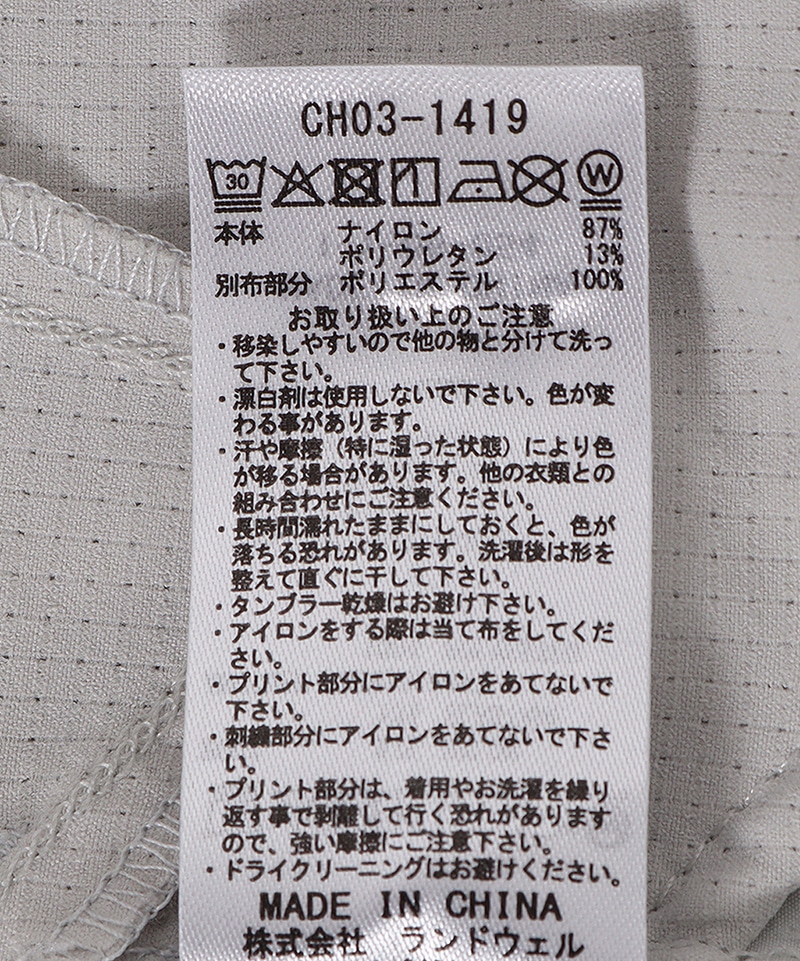 CH03-1419
30 W
本体 ナイロン 87%
ポリウレタン 13%
別布部分 ポリエステル 100%
お取り扱い上のご注意
・移染しやすいので他の物と分けて洗っ
て下さい。
・漂白剤は使用しないで下さい。色が変
わる事があります。
・汗や摩擦（特に湿った状態）により色
が移る場合があります。他の衣類との
組み合わせにご注意ください。
・長時間濡れたままにしておくと、色が
落ちる恐れがあります。洗濯後は形を
整えて直ぐに干して下さい。
・タンブラー乾燥はお避け下さい。
・アイロンをする際は当て布をしてくだ
さい。
・プリント部分にアイロンをあてないで
下さい。
・刺繍部分にアイロンをあてないで下さ
い。
・プリント部分は、着用やお洗濯を繰り
返す事で剥離して行く恐れがあります
ので、強い摩擦にご注意下さい。
・ドライクリーニングはお避けください。
MADE IN CHINA
株式会社 ランドウェル